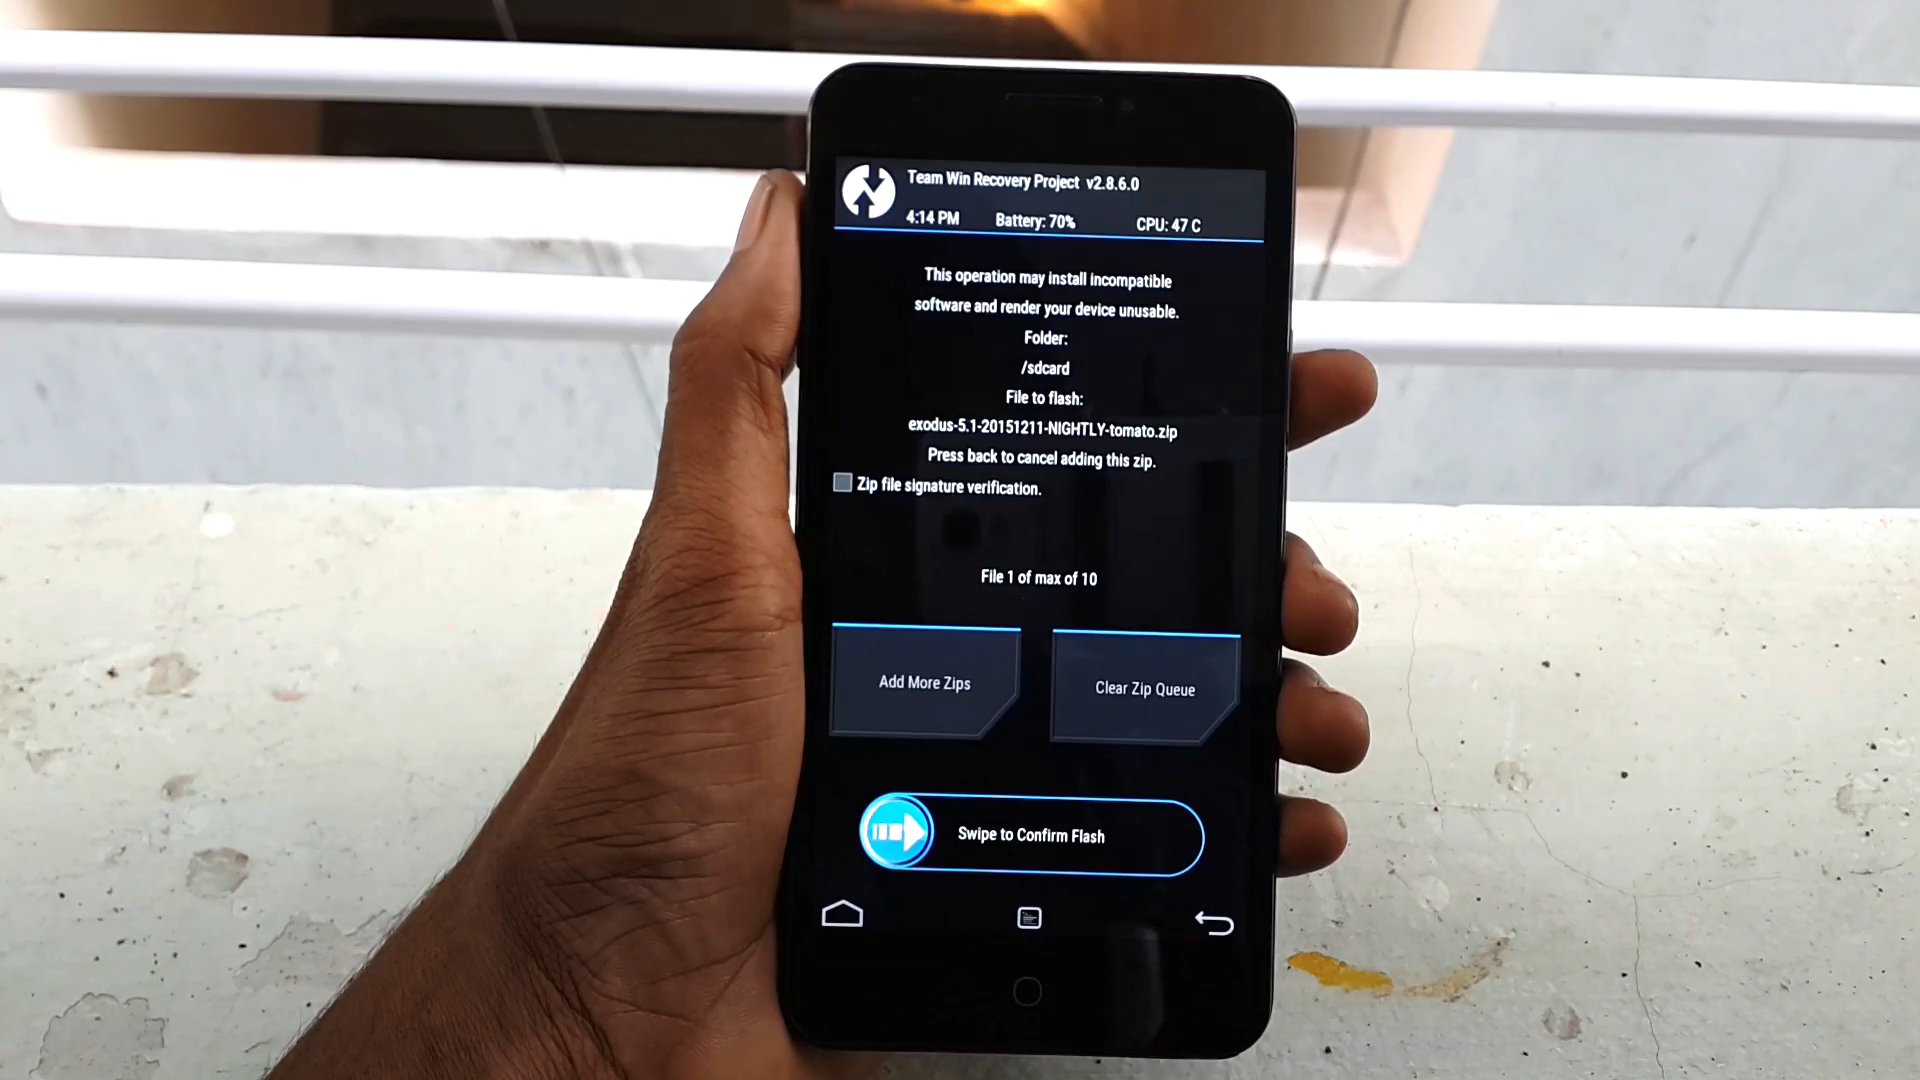 Team Win Recovery Project v2.8.6.0
4:14 PM Battery: 70% CPU: 47 C
This operation may install incompatible
software and render your device unusable.
Folder:
/sdcard
File to flash:
exodus-5.1-20151211-NIGHTLY-tomato.zip
Press back to cancel adding this zip.
Zip file signature verification.
File 1 of max of 10
Add More Zips
Clear Zip Queue
Swipe to Confirm Flash